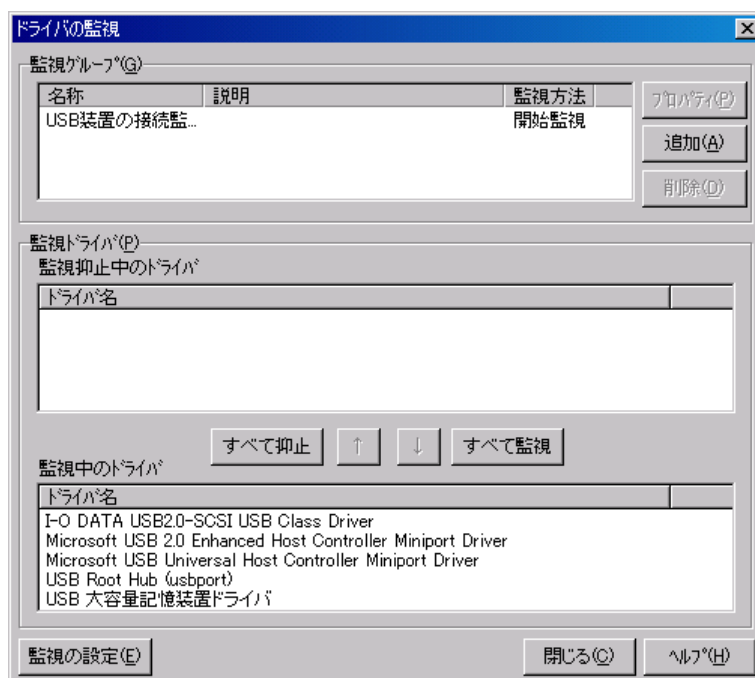 ドライバの監視
監視ｸﾞﾙｰﾌﾟ(G)
名称 説明 監視方法
USB装置の接続監... 開始監視
ﾌﾟﾛﾊﾟﾃｨ(P)
追加(A)
削除(D)
監視ﾄﾞﾗｲﾊﾞ(P)
監視抑止中のﾄﾞﾗｲﾊﾞ
ﾄﾞﾗｲﾊﾞ名
すべて抑止 ↑ ↓ すべて監視
監視中のﾄﾞﾗｲﾊﾞ
ﾄﾞﾗｲﾊﾞ名
I-O DATA USB2.0-SCSI USB Class Driver
Microsoft USB 2.0 Enhanced Host Controller Miniport Driver
Microsoft USB Universal Host Controller Miniport Driver
USB Root Hub (usbport)
USB 大容量記憶装置ドライバ
監視の設定(E) 閉じる(C) ﾍﾙﾌﾟ(H)